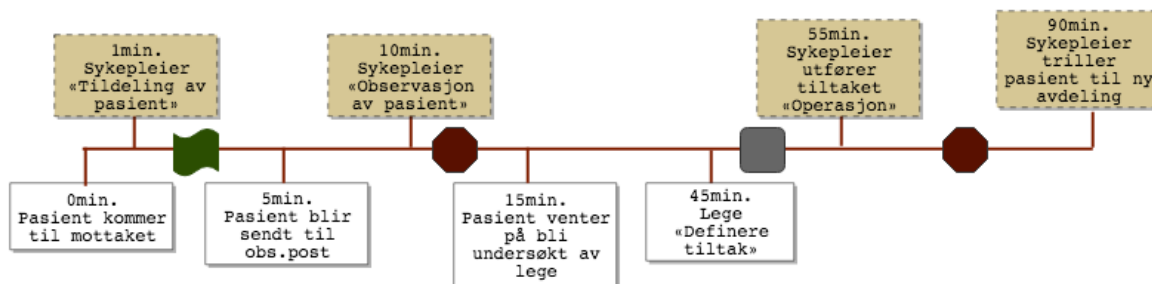 1min.
Sykepleier
«Tildeling av
pasient»
10min.
Sykepleier
«Observasjon
av pasient»
55min.
Sykepleier
utfører
tiltaket
«Operasjon»
90min.
Sykepleier
triller
pasient til ny
avdeling
0min.
Pasient kommer
til mottaket
5min.
Pasient blir
sendt til
obs.post
15min.
Pasient venter
på bli
undersøkt av
lege
45min.
Lege
«Definere
tiltak»